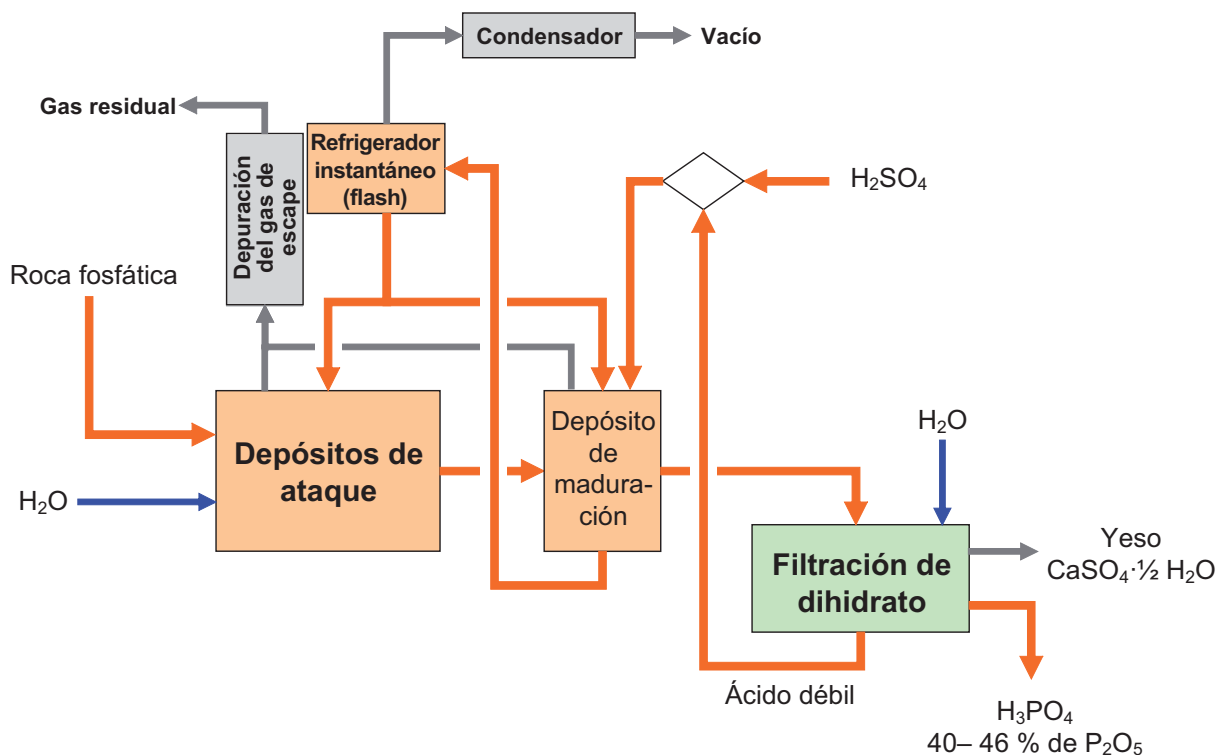 Condensador
Vacío
Gas residual
Refrigerador
instantáneo
(flash)
Depuración
del gas de
escape
H₂SO₄
Roca fosfática
Depósitos de
ataque
Depósito
de
madura-
ción
H₂O
H₂O
Filtración de
dihidrato
Yeso
CaSO₄·½ H₂O
Ácido débil
H₃PO₄
40– 46 % de P₂O₅